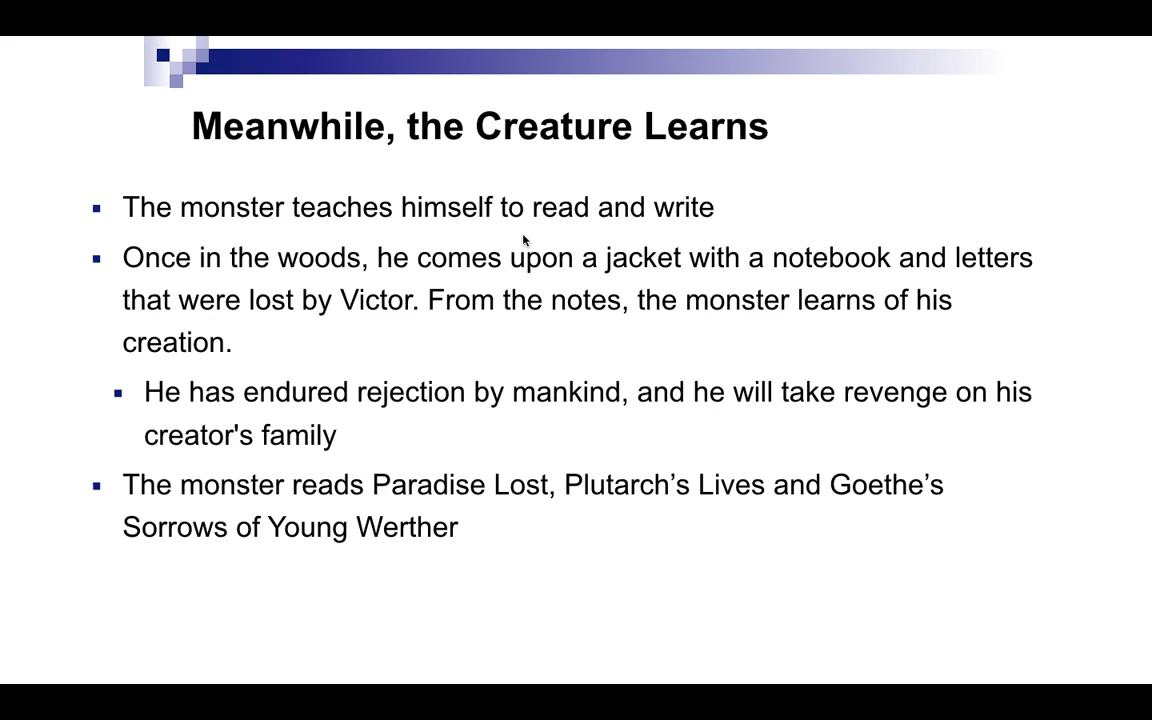 Meanwhile, the Creature Learns
The monster teaches himself to read and write
Once in the woods, he comes upon a jacket with a notebook and letters
that were lost by Victor. From the notes, the monster learns of his
creation.
He has endured rejection by mankind, and he will take revenge on his
creator's family
The monster reads Paradise Lost, Plutarch’s Lives and Goethe’s
Sorrows of Young Werther